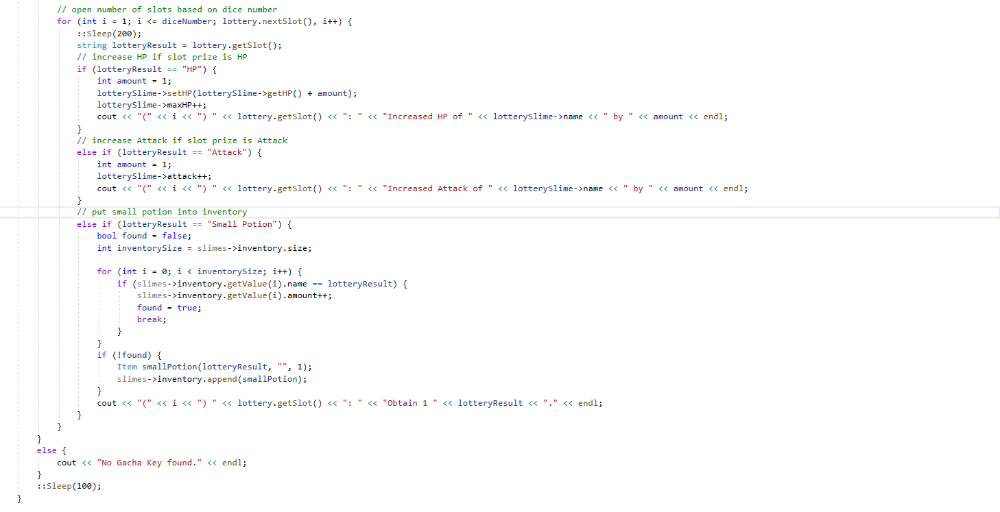 // open number of slots based on dice number
for (int i = 1; i <= diceNumber; lottery.nextSlot(), i++) {
::Sleep(200);
string lotteryResult = lottery.getSlot();
// increase HP if slot prize is HP
if (lotteryResult == "HP") {
int amount = 1;
lotterySlime->setHP(lotterySlime->getHP() + amount);
lotterySlime->maxHP++;
cout << "(" << i << ") " << lottery.getSlot() << ": " << "Increased HP of " << lotterySlime->name << " by " << amount << endl;
}
// increase Attack if slot prize is Attack
else if (lotteryResult == "Attack") {
int amount = 1;
lotterySlime->attack++;
cout << "(" << i << ") " << lottery.getSlot() << ": " << "Increased Attack of " << lotterySlime->name << " by " << amount << endl;
}
// put small potion into inventory
else if (lotteryResult == "Small Potion") {
bool found = false;
int inventorySize = slimes->inventory.size;
for (int i = 0; i < inventorySize; i++) {
if (slimes->inventory.getValue(i).name == lotteryResult) {
slimes->inventory.getValue(i).amount++;
found = true;
break;
}
}
if (!found) {
Item smallPotion(lotteryResult, "", 1);
slimes->inventory.append(smallPotion);
}
cout << "(" << i << ") " << lottery.getSlot() << ": " << "Obtain 1 " << lotteryResult << "." << endl;
}
}
}
else {
cout << "No Gacha Key found." << endl;
}
::Sleep(100);
}